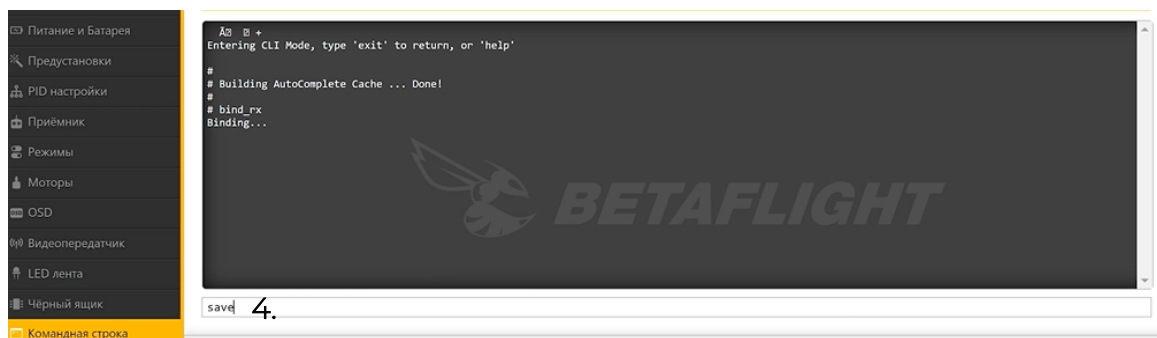 Питание и Батарея
Предустановки
PID настройки
Приёмник
Режимы
Моторы
OSD
Видеопередатчик
LED лента
Чёрный ящик
Командная строка
Entering CLI Mode, type 'exit' to return, or 'help'
#
# Building AutoComplete Cache ... Done!
#
# bind_rx
Binding...
BETAFLIGHT
save 4.